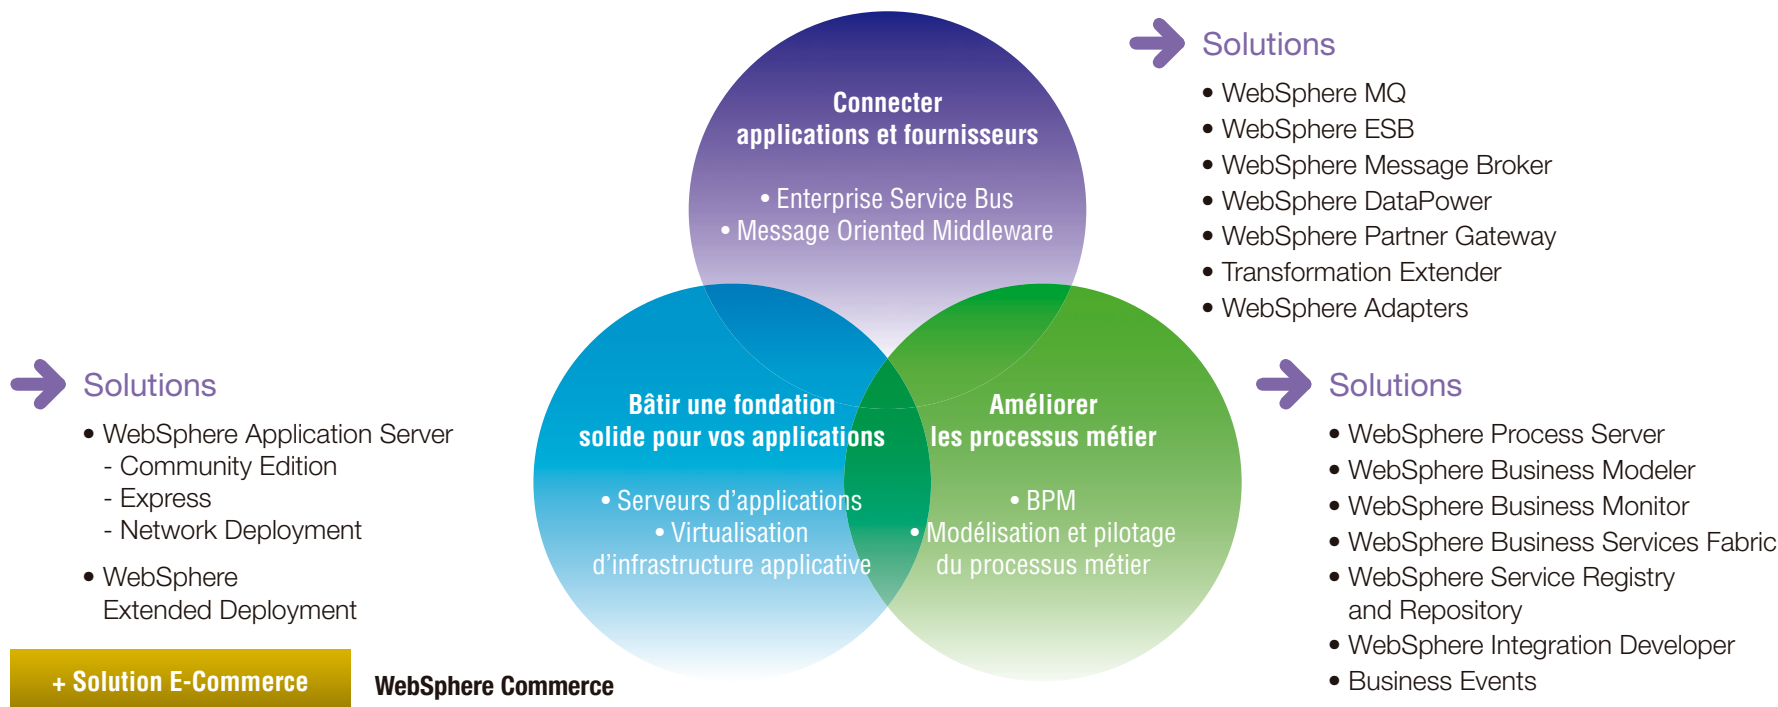 Connecter
applications et fournisseurs
• Enterprise Service Bus
• Message Oriented Middleware
Solutions
• WebSphere MQ
• WebSphere ESB
• WebSphere Message Broker
• WebSphere DataPower
• WebSphere Partner Gateway
• Transformation Extender
• WebSphere Adapters
Solutions
• WebSphere Application Server
- Community Edition
- Express
- Network Deployment
• WebSphere
Extended Deployment
Bâtir une fondation
solide pour vos applications
• Serveurs d’applications
• Virtualisation
d’infrastructure applicative
Améliorer
les processus métier
• BPM
• Modélisation et pilotage
du processus métier
Solutions
• WebSphere Process Server
• WebSphere Business Modeler
• WebSphere Business Monitor
• WebSphere Business Services Fabric
• WebSphere Service Registry
and Repository
• WebSphere Integration Developer
• Business Events
+ Solution E-Commerce
WebSphere Commerce